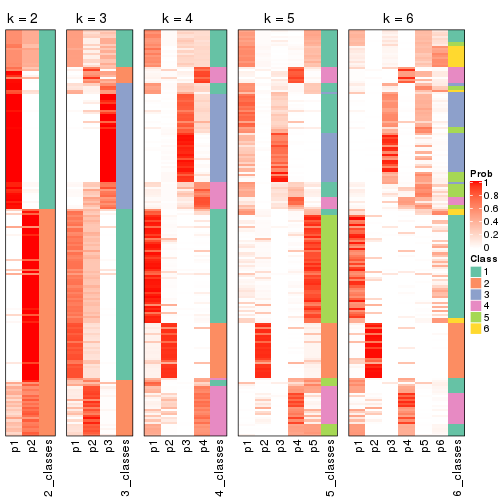 k = 2
k = 3
k = 4
k = 5
k = 6
Prob
1
0.8
0.6
0.4
0.2
0
Class
1
2
3
4
5
6
p1
p2
2_classes
p1
p2
p3
3_classes
p1
p2
p3
p4
4_classes
p1
p2
p3
p4
p5
5_classes
p1
p2
p3
p4
p5
p6
6_classes